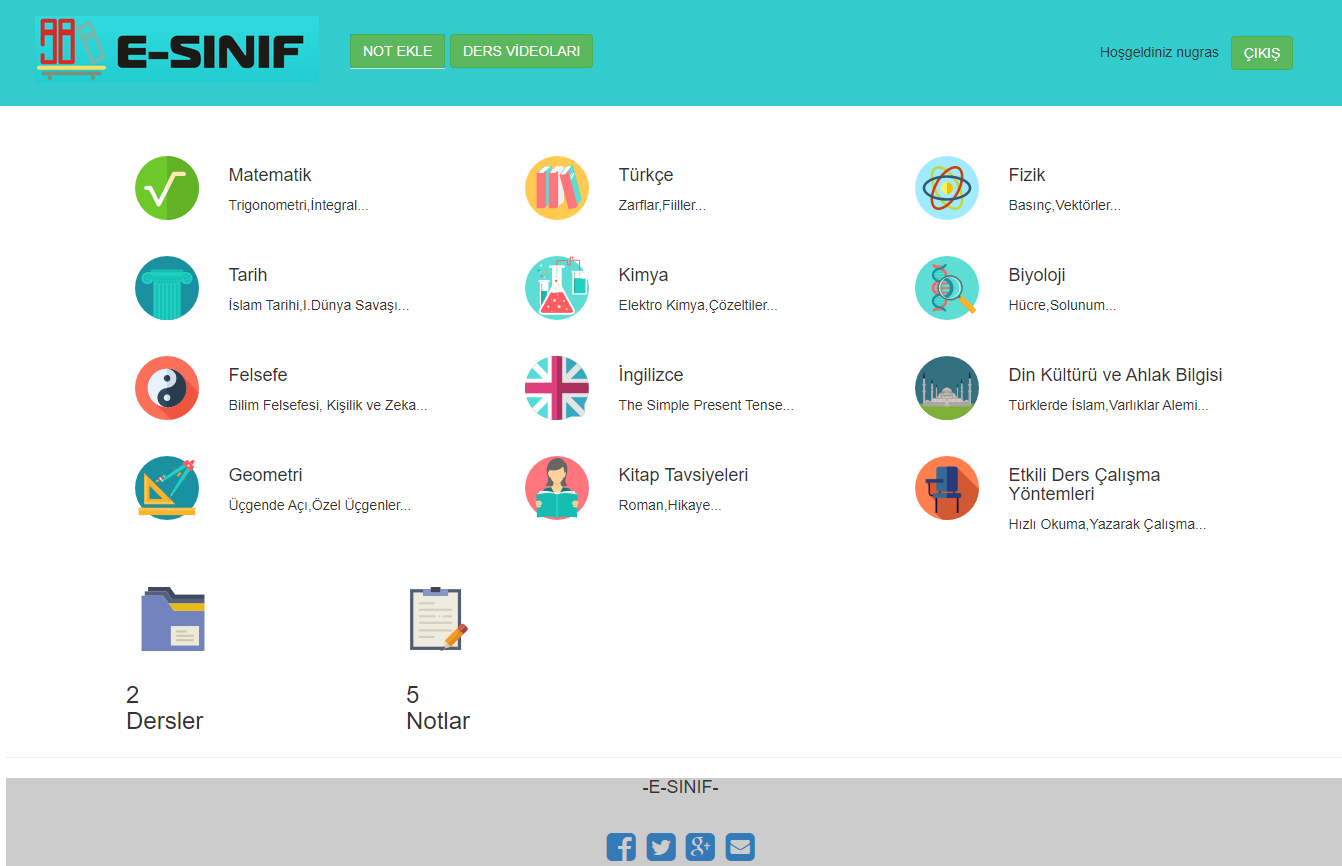 E-SINIF
NOT EKLE
DERS VİDEOLARI
Hoşgeldiniz nugras
ÇIKIŞ
Matematik
Trigonometri,İntegral...
Türkçe
Zarflar,Fiiller...
Fizik
Basınç,Vektörler...
Tarih
İslam Tarihi,I.Dünya Savaşı...
Kimya
Elektro Kimya,Çözeltiler...
Biyoloji
Hücre,Solunum...
Felsefe
Bilim Felsefesi, Kişilik ve Zeka...
İngilizce
The Simple Present Tense...
Din Kültürü ve Ahlak Bilgisi
Türklerde İslam,Varlıklar Alemi...
Geometri
Üçgende Açı,Özel Üçgenler...
Kitap Tavsiyeleri
Roman,Hikaye...
Etkili Ders Çalışma
Yöntemleri
Hızlı Okuma,Yazarak Çalışma...
2
Dersler
5
Notlar
-E-SINIF-